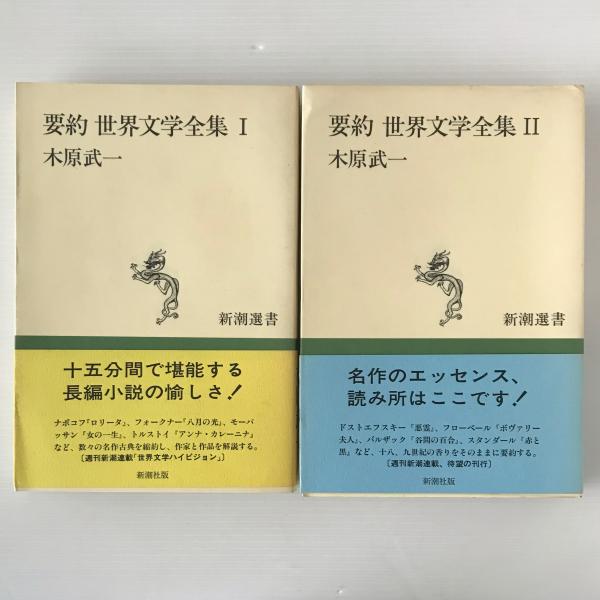 要約 世界文学全集 I
木原武一
新潮選書
十五分間で堪能する
長編小説の愉しさ!
ナボコフ『ロリータ』、フォークナー『八月の光』、モーパ
ッサン『女の一生』、トルストイ『アンナ・カレーニナ』
など、数々の名作古典を縮約し、作家と作品を解説する。
〔週刊新潮連載「世界文学ハイビジョン」〕
新潮社版
要約 世界文学全集 II
木原武一
新潮選書
名作のエッセンス、
読み所はここです!
ドストエフスキー『悪霊』、フローベール『ボヴァリー
夫人』、バルザック『谷間の百合』、スタンダール『赤と
黒』など、十八、九世紀の香りをそのままに要約する。
〔週刊新潮連載、待望の刊行〕
新潮社版